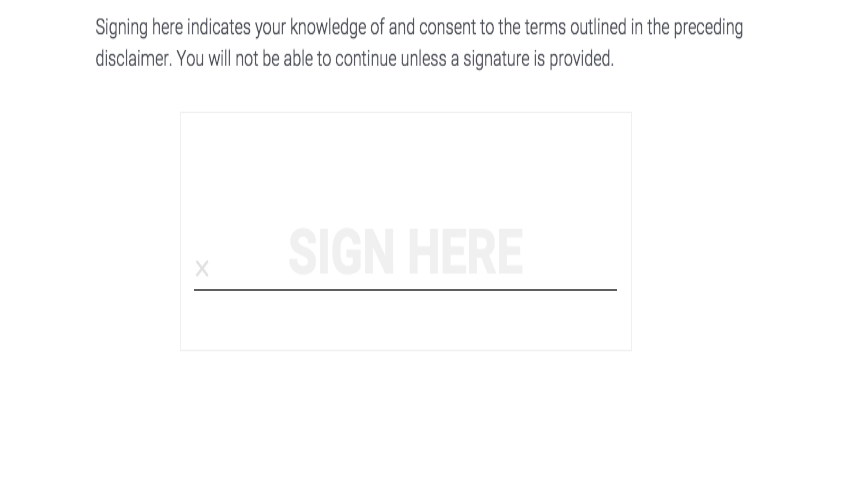 Signing here indicates your knowledge of and consent to the terms outlined in the preceding
disclaimer. You will not be able to continue unless a signature is provided.
SIGN HERE
×